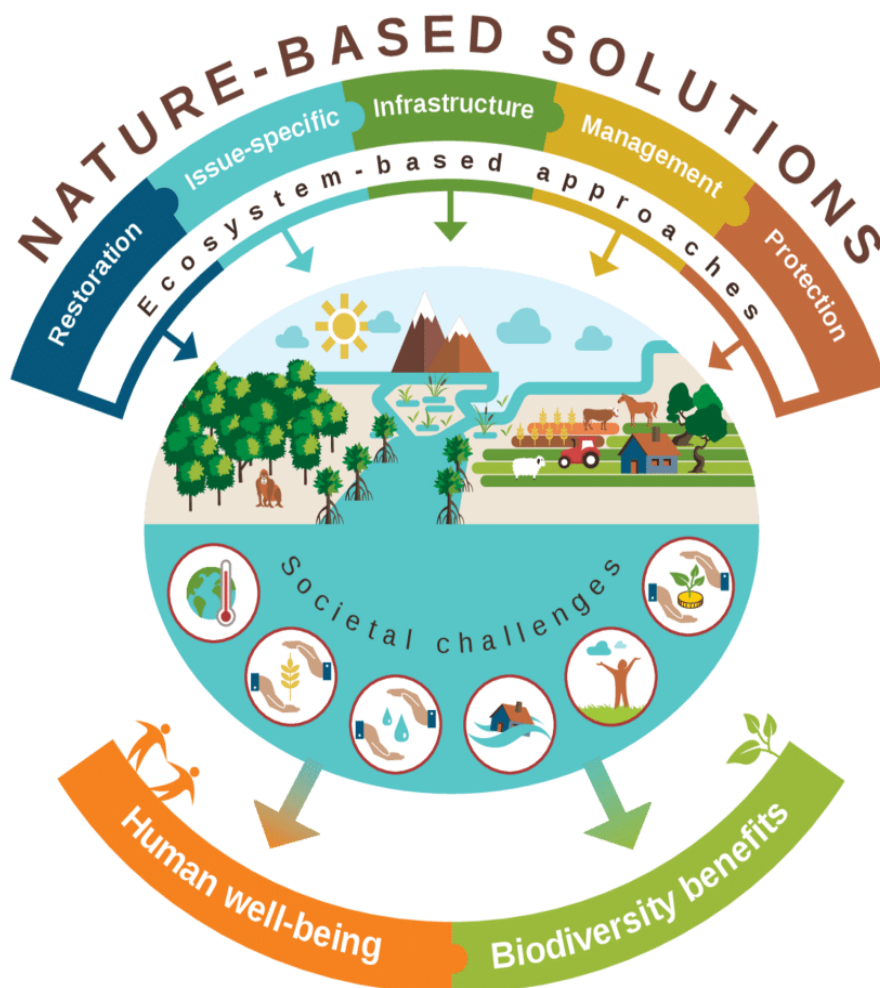 NATURE-BASED SOLUTIONS
Restoration
Issue-specific
Infrastructure
Management
Protection
Ecosystem-based approaches
Societal challenges
Human well-being
Biodiversity benefits